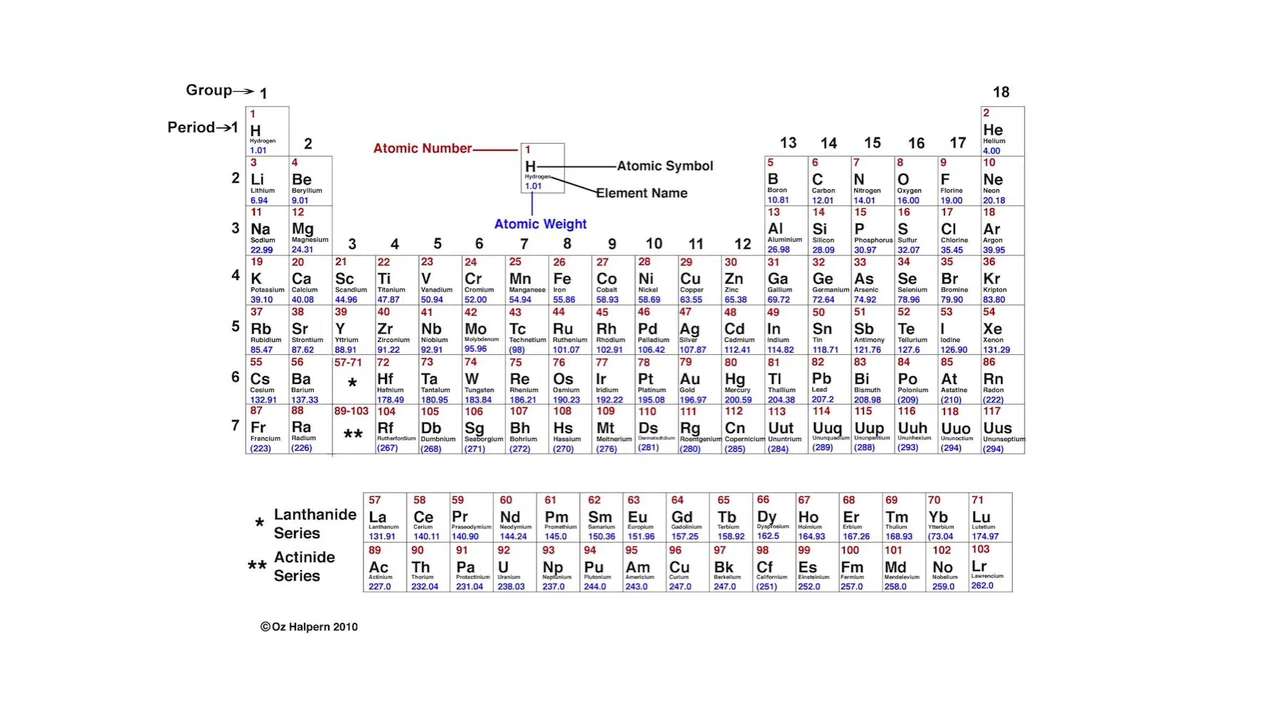 Group→ 1 18
Period→1
1 2
H He
Hydrogen Helium
1.01 4.00
2 13 14 15 16 17
Atomic Number 1
H Atomic Symbol
Hydrogen Element Name
1.01
Atomic Weight
2 3 4 5 6 7 8 9 10
Li Be B C N O F Ne
Lithium Beryllium Boron Carbon Nitrogen Oxygen Florine Neon
6.94 9.01 10.81 12.01 14.01 16.00 19.00 20.18
3 11 12 13 14 15 16 17 18
Na Mg Al Si P S Cl Ar
Sodium Magnesium Aluminium Silicon Phosphorus Sulfur Chlorine Argon
22.99 24.31 26.98 28.09 30.97 32.07 35.45 39.95
3 4 5 6 7 8 9 10 11 12
4 19 20 21 22 23 24 25 26 27 28 29 30 31 32 33 34 35 36
K Ca Sc Ti V Cr Mn Fe Co Ni Cu Zn Ga Ge As Se Br Kr
Potassium Calcium Scandium Titanium Vanadium Cromium Manganese Iron Cobalt Nickel Copper Zinc Gallium Germanium Arsenic Selenium Bromine Kripton
39.10 40.08 44.96 47.87 50.94 52.00 54.94 55.86 58.93 58.69 63.55 65.38 69.72 72.64 74.92 78.96 79.90 83.80
5 37 38 39 40 41 42 43 44 45 46 47 48 49 50 51 52 53 54
Rb Sr Y Zr Nb Mo Tc Ru Rh Pd Ag Cd In Sn Sb Te I Xe
Rubidium Strontium Yttrium Zirconium Niobium Molybdenum Technetium Ruthenium Rhodium Palladium Silver Cadmium Indium Tin Antimony Tellurium Iodine Xenon
85.47 87.62 88.91 91.22 92.91 95.96 (98) 101.07 102.91 106.42 107.87 112.41 114.82 118.71 121.76 127.6 126.90 131.29
6 55 56 57-71 72 73 74 75 76 77 78 79 80 81 82 83 84 85 86
Cs Ba * Hf Ta W Re Os Ir Pt Au Hg Tl Pb Bi Po At Rn
Cesium Barium Hafnium Tantalum Tungsten Rhenium Osmium Iridium Platinum Gold Mercury Thallium Lead Bismuth Polonium Astatine Radon
132.91 137.33 178.49 180.95 183.84 186.21 190.23 192.22 195.08 196.97 200.59 204.38 207.2 208.98 (209) (210) (222)
7 87 88 89-103 104 105 106 107 108 109 110 111 112 113 114 115 116 118 117
Fr Ra ** Rf Db Sg Bh Hs Mt Ds Rg Cn Uut Uuq Uup Uuh Uuo Uus
Francium Radium Rutherfordium Dumbnium Seaborgium Bohrium Hassium Meltnerium Roentgenium Copernicium Ununtrium Ununquadium Ununpentium Ununhexium Ununoctium Ununseptium
(223) (226) (267) (268) (271) (272) (270) (276) (281) (280) (285) (284) (289) (288) (293) (294) (294)
* Lanthanide Series
57 58 59 60 61 62 63 64 65 66 67 68 69 70 71
La Ce Pr Nd Pm Sm Eu Gd Tb Dy Ho Er Tm Yb Lu
Lanthanum Cerium Praseodymium Neodymium Promethium Samarium Europium Gadolinium Terbium Dysprosium Holmium Erbium Thulium Ytterbium Lutetium
131.91 140.11 140.90 144.24 145.0 150.36 151.96 157.25 158.92 162.5 164.93 167.26 168.93 (73.04 174.97
** Actinide Series
89 90 91 92 93 94 95 96 97 98 99 100 101 102 103
Ac Th Pa U Np Pu Am Cm Bk Cf Es Fm Md No Lr
Actinium Thorium Protactinium Uranium Neptunium Plutonium Americium Curium Berkelium Californium Einsteinium Fermium Mendelevium Nobelium Lawrencium
227.0 232.04 231.04 238.03 237.0 244.0 243.0 247.0 247.0 (251) 252.0 257.0 258.0 259.0 262.0
©Oz Halpern 2010